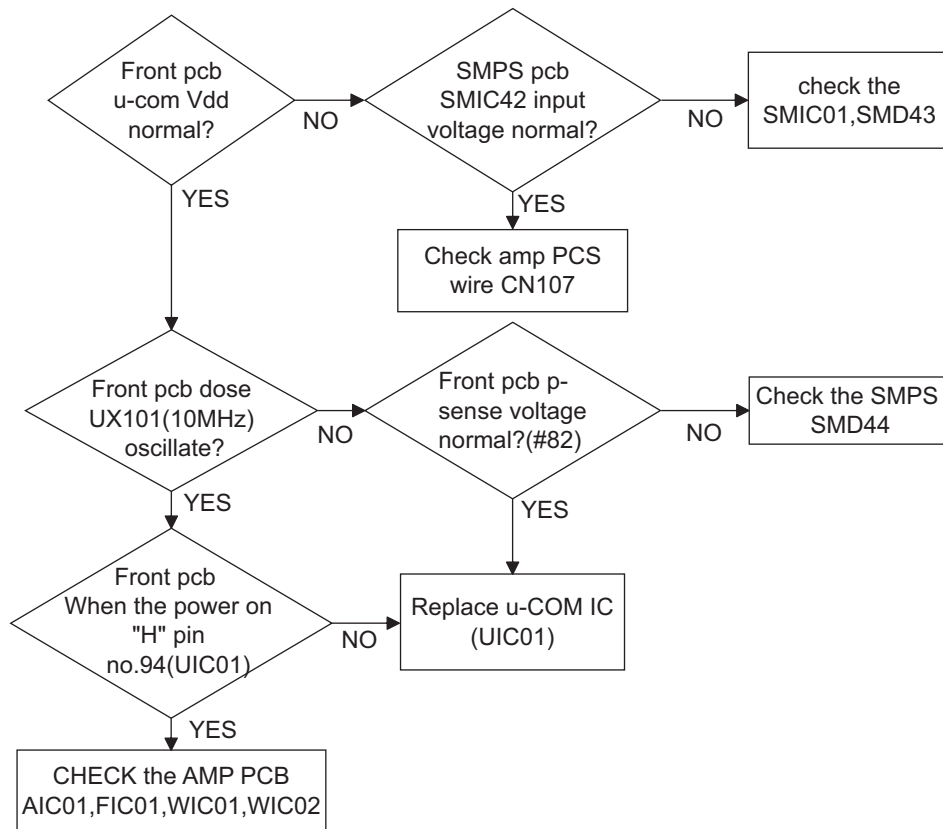 Front pcb
u-com Vdd
normal?
NO
SMPS pcb
SMIC42 input
voltage normal?
NO
check the
SMIC01,SMD43
YES
YES
Check amp PCS
wire CN107
Front pcb dose
UX101(10MHz)
oscillate?
NO
Front pcb p-
sense voltage
normal?(#82)
NO
Check the SMPS
SMD44
YES
YES
Front pcb
When the power on
"H" pin
no.94(UIC01)
NO
Replace u-COM IC
(UIC01)
YES
CHECK the AMP PCB
AIC01,FIC01,WIC01,WIC02